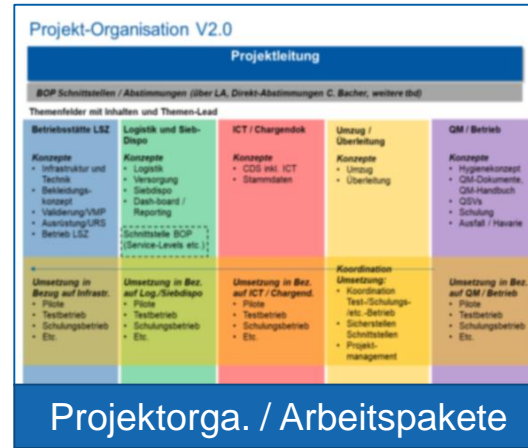 Projekt-Organisation V2.0
Projektleitung
BOP Schnittstellen / Abstimmungen (über LA, Direkt-Abstimmungen C. Bacher, weitere tbd)
Themenfelder mit Inhalten und Themen-Lead
Betriebsstätte LSZ
Konzepte
• Infrastruktur und
Technik
• Bekleidungs-
konzept
• Validierung/VMP
• Ausrüstung/URS
• Betrieb LSZ
Logistik und Sieb-
Dispo
Konzepte
• Logistik
• Versorgung
• Siebdispo
• Dash-board /
Reporting
Schnittstelle BOP
(Service-Levels etc.)
ICT / Chargendok
Konzepte
• CDS inkl. ICT
• Stammdaten
Umzug /
Überleitung
Konzepte
• Umzug
• Überleitung
QM / Betrieb
Konzepte
• Hygienekonzept
• QM-Dokumente,
QM-Handbuch
• QSVs
• Schulung
• Ausfall / Havarie
Umsetzung in
Bezug auf Infrastr.
• Pilote
• Testbetrieb
• Schulungsbetrieb
• Etc.
Umsetzung in Bez.
auf Log./Siebdispo
• Pilote
• Testbetrieb
• Schulungsbetrieb
• Etc.
Umsetzung in Bez.
auf ICT / Chargend.
• Pilote
• Testbetrieb
• Schulungsbetrieb
• Etc.
Koordination
Umsetzung:
• Koordination
Test-/Schulungs-
/etc.-Betrieb
• Sicherstellen
Schnittstellen
• Projekt-
management
Umsetzung in Bez.
auf QM / Betrieb
• Pilote
• Testbetrieb
• Schulungsbetrieb
• Etc.
Projektorga. / Arbeitspakete